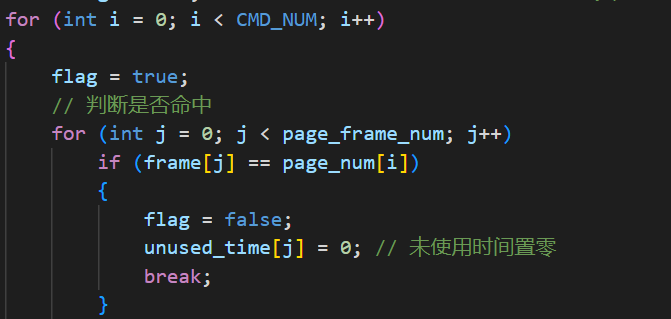 for (int i = 0; i < CMD_NUM; i++)
{
    flag = true;
    // 判断是否命中
    for (int j = 0; j < page_frame_num; j++)
        if (frame[j] == page_num[i])
        {
            flag = false;
            unused_time[j] = 0; // 未使用时间置零
            break;
        }